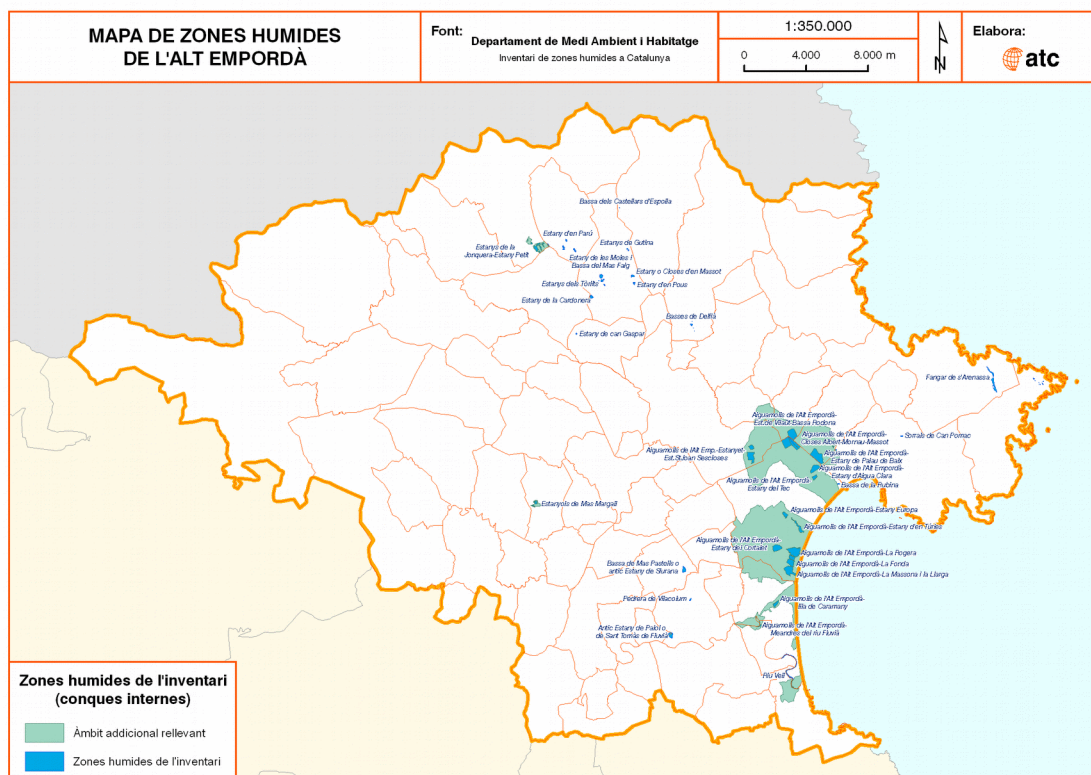 MAPA DE ZONES HUMIDES
DE L'ALT EMPORDÀ
Font:
Departament de Medi Ambient i Habitatge
Inventari de zones humides a Catalunya
1:350.000
0 4.000 8.000 m
N
Elabora:
atc
Bassa dels Castellars d'Espolla
Estany d'en Parú
Estanys de la
Jonquera-Estany Petit
Estanys de Gutina
Estany de les Moles i
Bassa del Mas Falg
Estany o Closes d'en Massot
Estanys dels Torlits
Estany d'en Pous
Estany de la Cardonera
Basses de Delfià
Estany de can Gaspar
Fangar de s'Arenassa
Aiguamolls de l'Alt Empordà-
Est. de Vilaüt-Bassa Rodona
Aiguamolls de l'Alt Empordà-
Closes Albert-Mornau-Massot
Sorrals de Can Pomac
Aiguamolls de l'Alt Emp.-Estanyet
Est.St.Joan Sescloses
Aiguamolls de l'Alt Empordà-
Estany de Palau de Baix
Aiguamolls de l'Alt Empordà-
Estany d'Aigua Clara
Aiguamolls de l'Alt Empordà
Estany del Tec
Bassa de la Rubina
Estanyols de Mas Margall
Aiguamolls de l'Alt Empordà-Estany Europa
Aiguamolls de l'Alt Empordà-Estany d'en Túries
Aiguamolls de l'Alt Empordà-
Estany del Cortalet
Aiguamolls de l'Alt Empordà-La Rogera
Aiguamolls de l'Alt Empordà-La Fonda
Aiguamolls de l'Alt Empordà-La Massona i la Llarga
Bassa de Mas Pastells o
antic Estany de Siurana
Pedrera de Vilacolum
Aiguamolls de l'Alt Empordà-
Illa de Caramany
Antic Estany de Palol o
de Sant Tomàs de Fluvià
Aiguamolls de l'Alt Empordà-
Meandres del riu Fluvià
Riu Vell
Zones humides de l'inventari
(conques internes)
Àmbit addicional rellevant
Zones humides de l'inventari